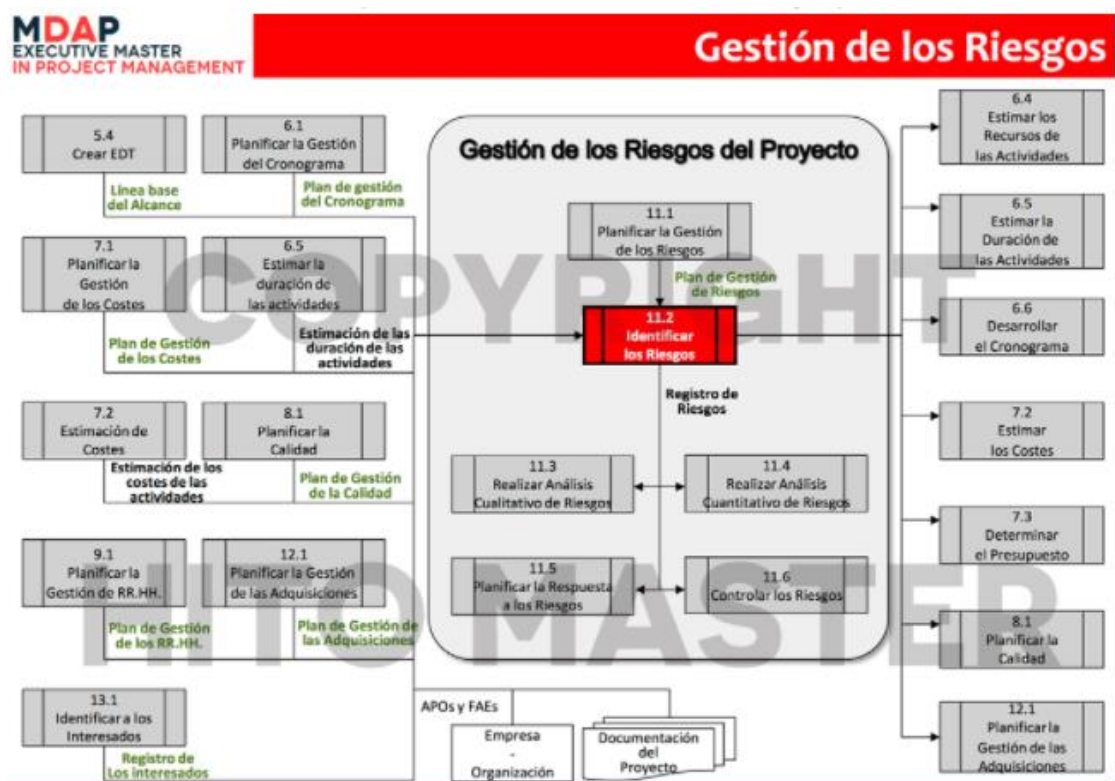 MDAP
EXECUTIVE MASTER
IN PROJECT MANAGEMENT
Gestión de los Riesgos
5.4
Crear EDT
Línea base
del Alcance
6.1
Planificar la Gestión
del Cronograma
Plan de gestión
del Cronograma
7.1
Planificar la
Gestión
de los Costes
Plan de Gestión
de los Costes
6.5
Estimar la
duración de
las actividades
Estimación de las
duración de las
actividades
7.2
Estimación de
Costes
Estimación de los
costes de las
actividades
8.1
Planificar la
Calidad
Plan de Gestión
de la Calidad
9.1
Planificar la
Gestión de RR.HH.
Plan de Gestión
de los RR.HH.
12.1
Planificar la Gestión
de las Adquisiciones
Plan de Gestión de
las Adquisiciones
13.1
Identificar a los
Interesados
Registro de
Los interesados
Gestión de los Riesgos del Proyecto
11.1
Planificar la Gestión
de los Riesgos
Plan de Gestión
de Riesgos
11.2
Identificar
los Riesgos
Registro de
Riesgos
11.3
Realizar Análisis
Cualitativo de Riesgos
11.4
Realizar Análisis
Cuantitativo de Riesgos
11.5
Planificar la Respuesta
a los Riesgos
11.6
Controlar los Riesgos
APOs y FAEs
Empresa
-
Organización
Documentación
del
Proyecto
6.4
Estimar los
Recursos de
las Actividades
6.5
Estimar la
Duración de
las Actividades
6.6
Desarrollar
el Cronograma
7.2
Estimar
los Costes
7.3
Determinar
el Presupuesto
8.1
Planificar la
Calidad
12.1
Planificar la
Gestión de las
Adquisiciones
COPYRIGHT
MASTER